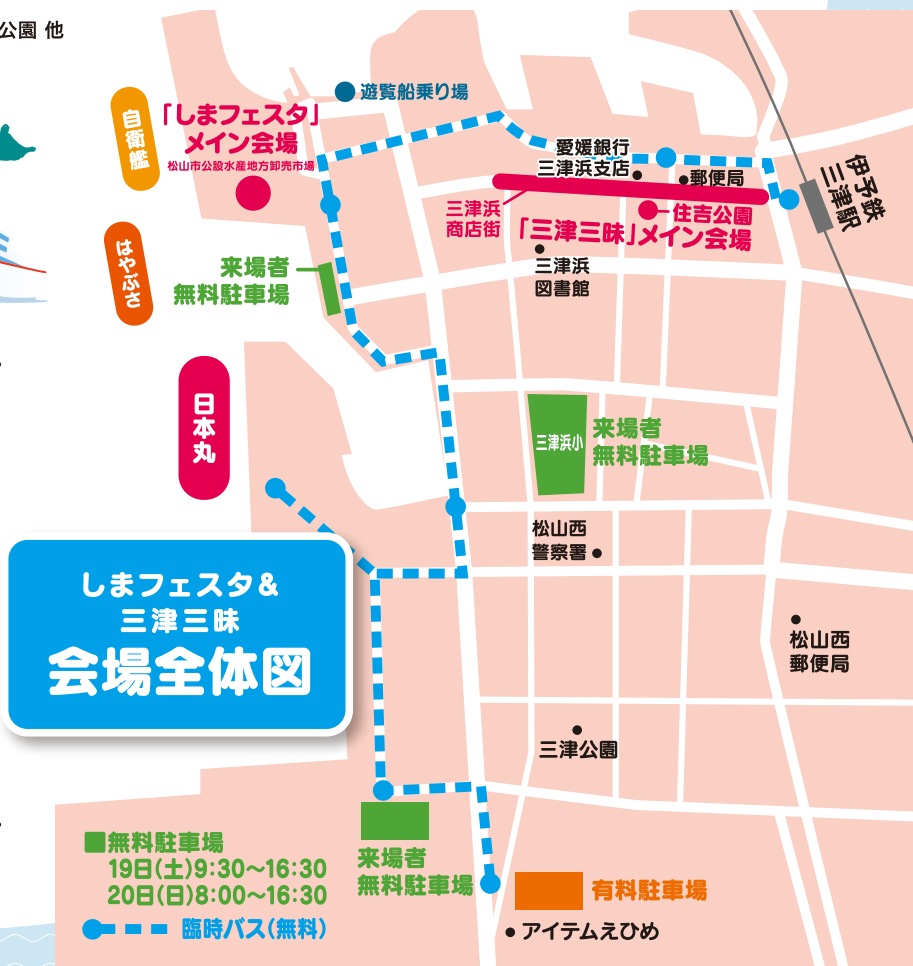 公園 他
遊覧船乗り場
自衛艦
「しまフェスタ」
メイン会場
松山市公設水産地方卸売市場
愛媛銀行
三津浜支店
郵便局
伊予鉄
三津駅
三津浜
商店街
住吉公園
「三津三昧」メイン会場
はやぶさ
来場者
無料駐車場
三津浜
図書館
日本丸
三津浜小
来場者
無料駐車場
松山西
警察署
しまフェスタ&
三津三昧
会場全体図
松山西
郵便局
三津公園
無料駐車場
19日(土)9:30~16:30
20日(日)8:00~16:30
臨時バス(無料)
来場者
無料駐車場
有料駐車場
アイテムえひめ